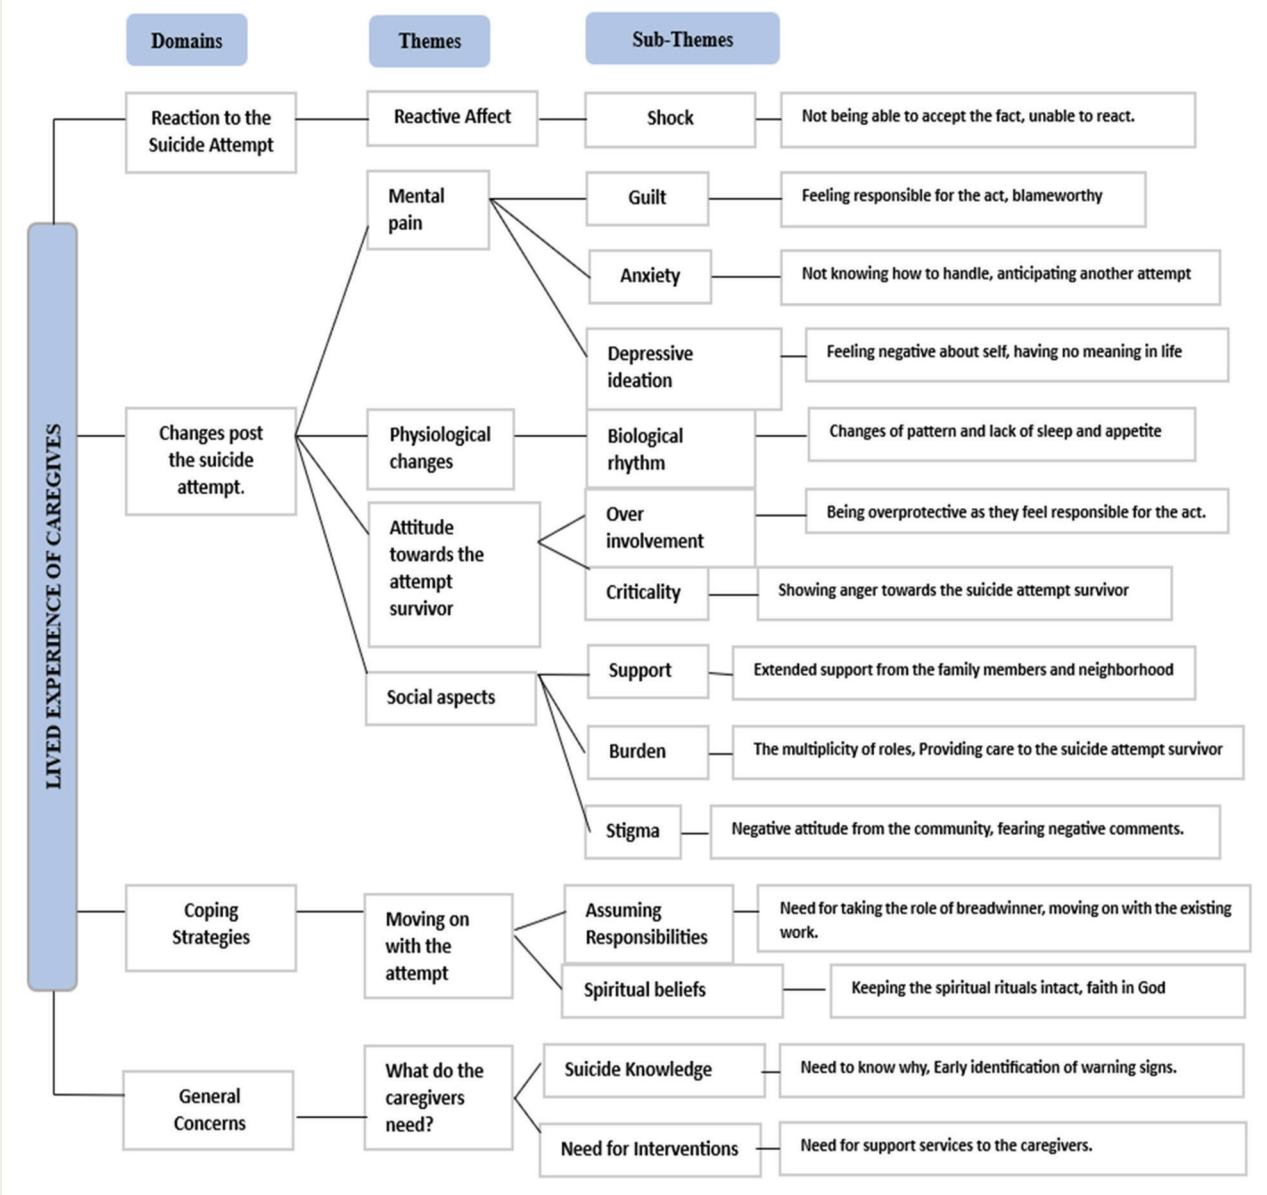 Domains
Themes
Sub-Themes
LIVED EXPERIENCE OF CAREGIVES
Reaction to the
Suicide Attempt
Reactive Affect
Shock
Not being able to accept the fact, unable to react.
Changes post
the suicide
attempt.
Mental
pain
Guilt
Feeling responsible for the act, blameworthy
Anxiety
Not knowing how to handle, anticipating another attempt
Depressive
ideation
Feeling negative about self, having no meaning in life
Physiological
changes
Biological
rhythm
Changes of pattern and lack of sleep and appetite
Attitude
towards the
attempt
survivor
Over
involvement
Being overprotective as they feel responsible for the act.
Criticality
Showing anger towards the suicide attempt survivor
Social aspects
Support
Extended support from the family members and neighborhood
Burden
The multiplicity of roles, Providing care to the suicide attempt survivor
Stigma
Negative attitude from the community, fearing negative comments.
Coping
Strategies
Moving on
with the
attempt
Assuming
Responsibilities
Need for taking the role of breadwinner, moving on with the existing
work.
Spiritual beliefs
Keeping the spiritual rituals intact, faith in God
General
Concerns
What do the
caregivers
need?
Suicide Knowledge
Need to know why, Early identification of warning signs.
Need for Interventions
Need for support services to the caregivers.